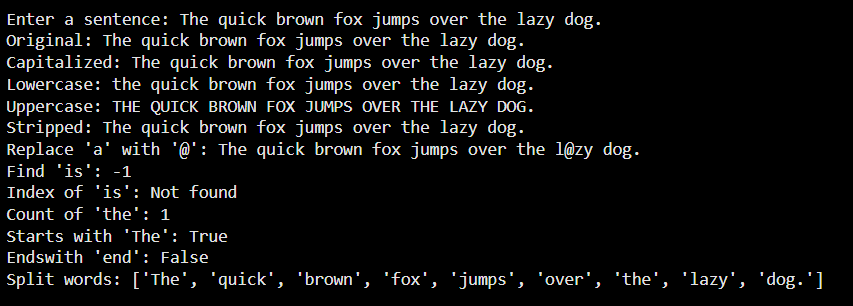 Enter a sentence: The quick brown fox jumps over the lazy dog.
Original: The quick brown fox jumps over the lazy dog.
Capitalized: The quick brown fox jumps over the lazy dog.
Lowercase: the quick brown fox jumps over the lazy dog.
Uppercase: THE QUICK BROWN FOX JUMPS OVER THE LAZY DOG.
Stripped: The quick brown fox jumps over the lazy dog.
Replace 'a' with '@': The quick brown fox jumps over the l@zy dog.
Find 'is': -1
Index of 'is': Not found
Count of 'the': 1
Starts with 'The': True
Endswith 'end': False
Split words: ['The', 'quick', 'brown', 'fox', 'jumps', 'over', 'the', 'lazy', 'dog.']